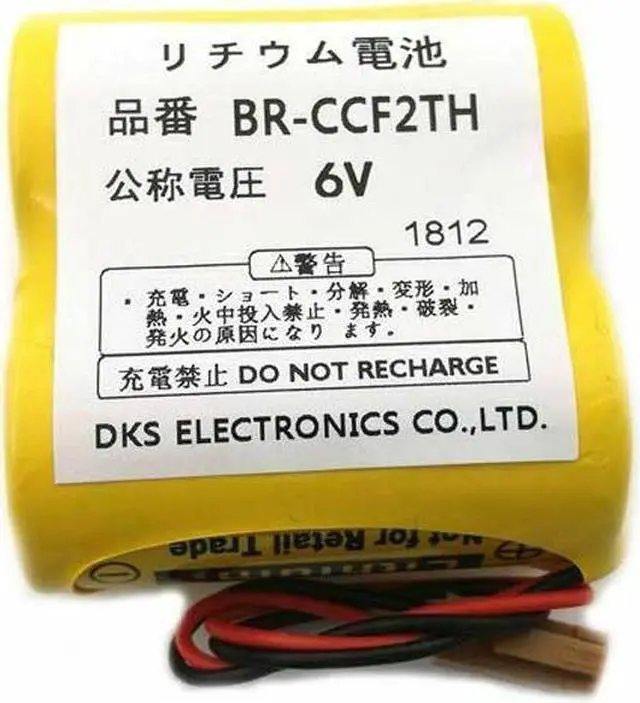 リチウム電池
品番 BR-CCF2TH
公称電圧 6V
1812
⚠警告
・充電・ショート・分解・変形・加
熱・火中投入禁止・発熱・破裂・
発火の原因になり ます。
充電禁止 DO NOT RECHARGE
DKS ELECTRONICS CO.,LTD.
Not for Retail Trade
Lithium